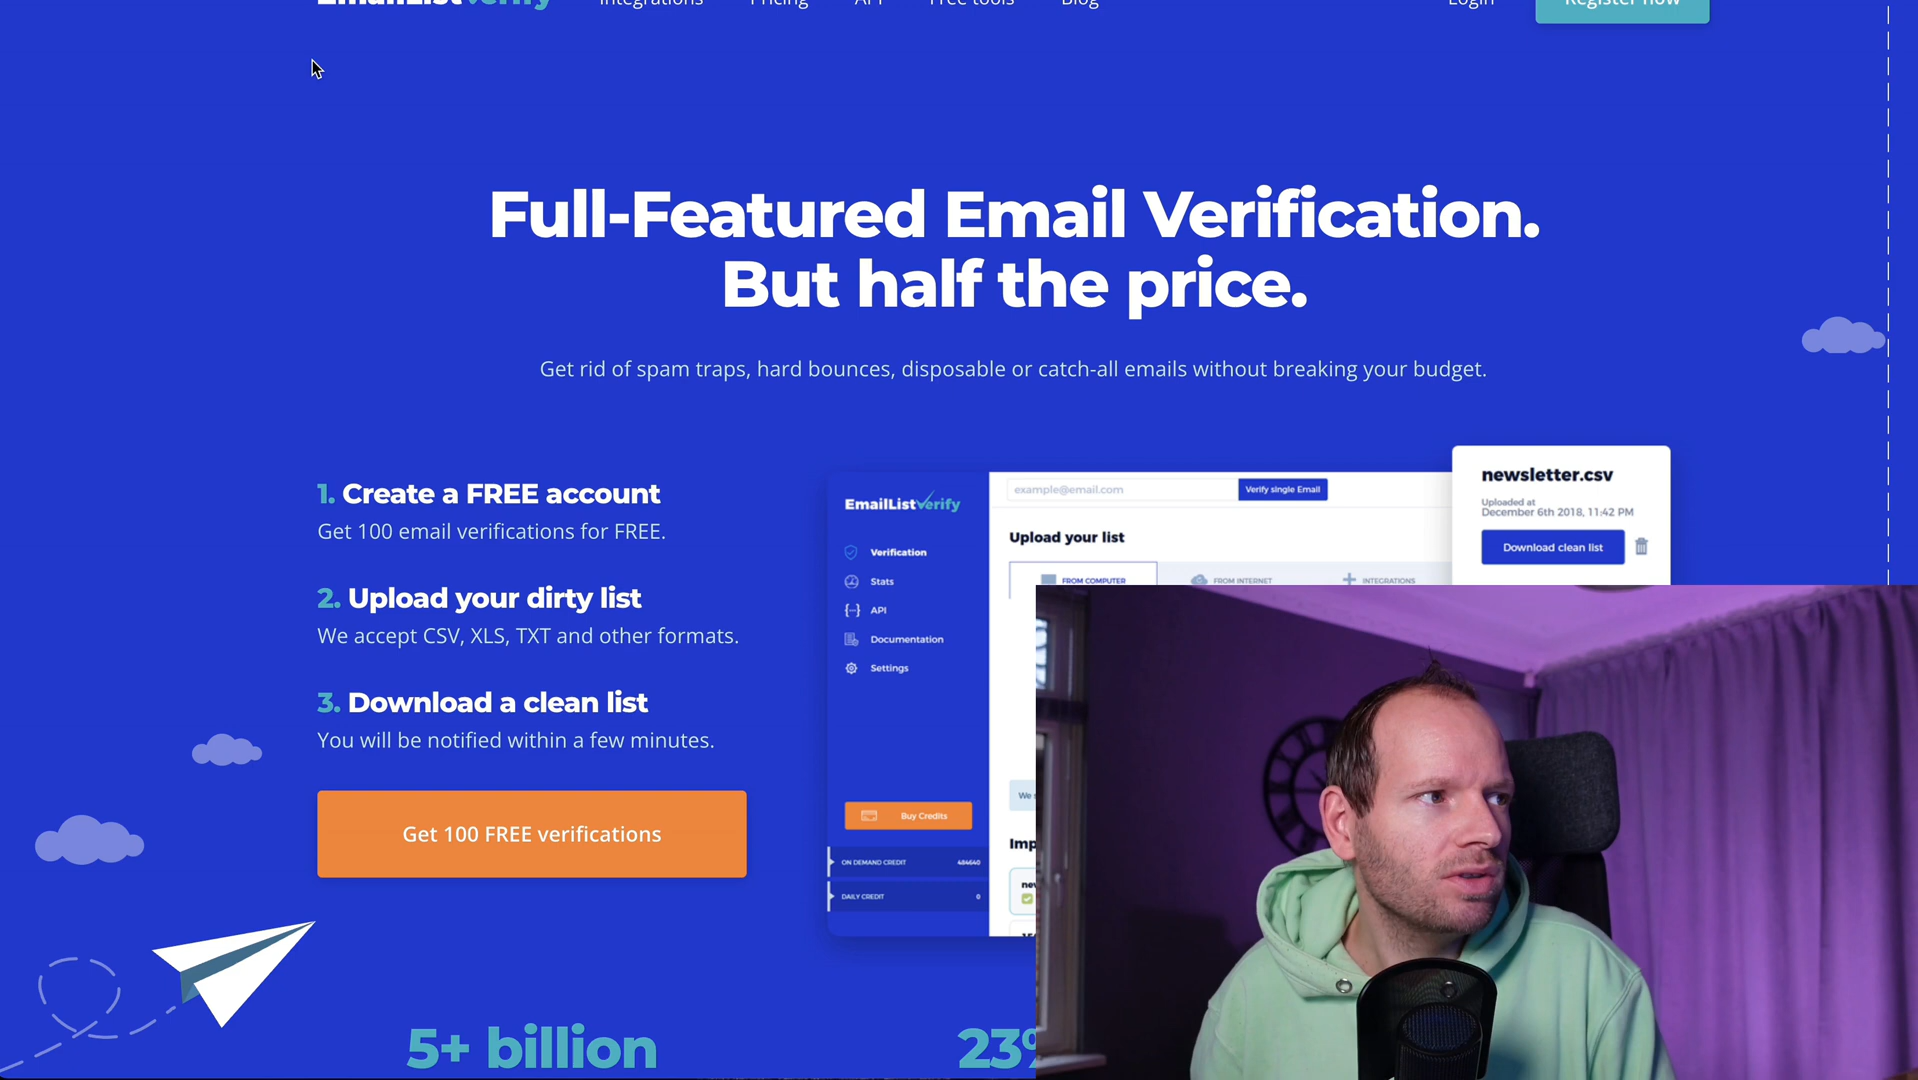 EmailListVerify Integrations Pricing API Free tools Blog Login Register now
Full-Featured Email Verification.
But half the price.
Get rid of spam traps, hard bounces, disposable or catch-all emails without breaking your budget.
1. Create a FREE account
Get 100 email verifications for FREE.
2. Upload your dirty list
We accept CSV, XLS, TXT and other formats.
3. Download a clean list
You will be notified within a few minutes.
Get 100 FREE verifications
EmailListVerify
Verification
Stats
API
Documentation
Settings
Buy Credits
ON DEMAND CREDIT 484640
DAILY CREDIT 0
example@email.com Verify single Email
Upload your list
FROM COMPUTER FROM INTERNET INTEGRATIONS
We
Imp
newsletter.csv
Uploaded at
December 6th 2018, 11:42 PM
Download clean list
5+ billion
23%